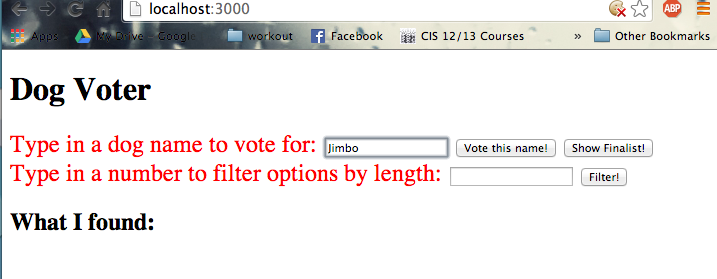 localhost:3000
ABP
Apps My Drive - Google workout Facebook CIS 12/13 Courses » Other Bookmarks
Dog Voter
Type in a dog name to vote for: Jimbo Vote this name! Show Finalist!
Type in a number to filter options by length: Filter!
What I found: